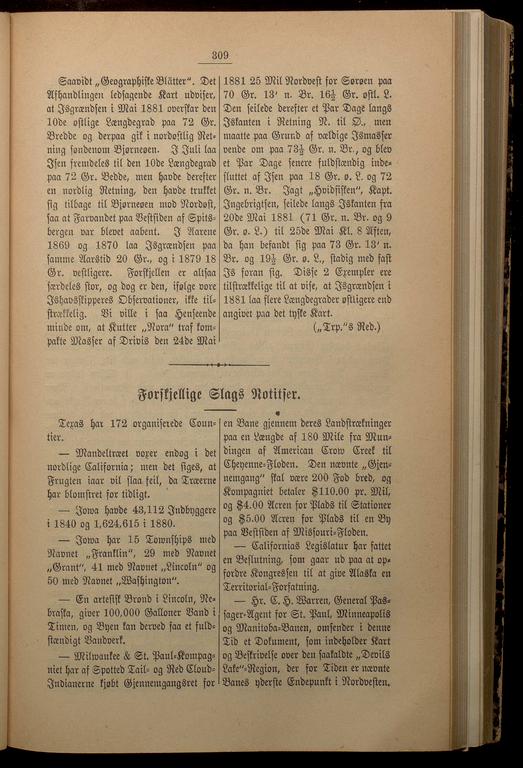 309
Saavidt „Geographiske Blätter“. Det
Afhandlingen ledsagende Kart udviser,
at Isgrændsen i Mai 1881 overskar den
10de østlige Længdegrad paa 72 Gr.
Bredde og derpaa gik i nordøstlig Ret-
ning søndenom Bjørneøen. I Juli laa
Isen fremdeles til den 10de Længdegrad
paa 72 Gr. Bedde, men havde derefter
en nordlig Retning, den havde trukket
sig tilbage til Bjørneøen mod Nordost,
saa at Farvandet paa Vestsiden af Spits-
bergen var blevet aabent. I Aarene
1869 og 1870 laa Isgrændsen paa
samme Aarstid 20 Gr., og i 1879 18
Gr. vestligere. Forskjellen er altsaa
særdeles stor, og dog er den, ifølge vore
Ishavsskipperes Observationer, ikke til-
strækkelig. Vi ville i saa Henseende
minde om, at Kutter „Nora“ traf kom-
pakte Masser af Drivis den 24de Mai
1881 25 Mil Nordvest for Sørøen paa
70 Gr. 13' n. Br. 16½ Gr. østl. L.
Den seilede derefter et Par Dage langs
Iskanten i Retning N. til O., men
maatte paa Grund af vældige Ismasser
vende om paa 73½ Gr. n. Br., og blev
et Par Dage senere fuldstændig inde-
sluttet af Isen paa 18 Gr. ø. L. og 72
Gr. n. Br. Jagt „Hvidfisken“, Kapt.
Ingebrigtsen, seilede langs Iskanten fra
20de Mai 1881 (71 Gr. n. Br. og 9
Gr. ø. L.) til 25de Mai Kl. 8 Aften,
da han befandt sig paa 73 Gr. 13' n.
Br. og 19½ Gr. ø. L., stadig med fast
Is foran sig. Disse 2 Exempler ere
tilstrækkelige til at vise, at Isgrændsen i
1881 laa flere Længdegrader østligere end
angivet paa det tyske Kart.
(„Trp.“s Red.)
Forskjellige Slags Notitser.
Texas har 172 organiserede Coun-
tier.
— Mandeltræet voxer endog i det
nordlige California; men det siges, at
Frugten iaar vil slaa feil, da Træerne
har blomstret for tidligt.
— Iowa havde 43,112 Indbyggere
i 1840 og 1,624,615 i 1880.
— Iowa har 15 Townships med
Navnet „Franklin“, 29 med Navnet
„Grant“, 41 med Navnet „Lincoln“ og
50 med Navnet „Washington“.
— En artesisk Brønd i Lincoln, Ne-
braska, giver 100,000 Galloner Vand i
Timen, og Byen kan derved faa et fuld-
stændigt Vandverk.
— Milwaukee & St. Paul-Kompag-
niet har af Spotted Tail- og Red Cloud-
Indianerne kjøbt Gjennemgangsret for
en Bane gjennem deres Landstrækninger
paa en Længde af 180 Mile fra Mun-
dingen af American Crow Creek til
Cheyenne-Floden. Den nævnte „Gjen-
nemgang“ skal være 200 Fod bred, og
Kompagniet betaler $110.00 pr. Mil,
og $4.00 Acren for Plads til Stationer
og $5.00 Acren for Plads til en By
paa Vestsiden af Missouri-Floden.
— Californias Legislatur har fattet
en Beslutning, som gaar ud paa at op-
fordre Kongressen til at give Alaska en
Territorial-Forfatning.
— Hr. C. H. Warren, General Pas-
sager-Agent for St. Paul, Minneapolis
og Manitoba-Banen, omsender i denne
Tid et Dokument, som indeholder Kart
og Beskrivelse over den saakaldte „Devils
Lake“-Region, der for Tiden er nævnte
Banes yderste Endepunkt i Nordvesten.